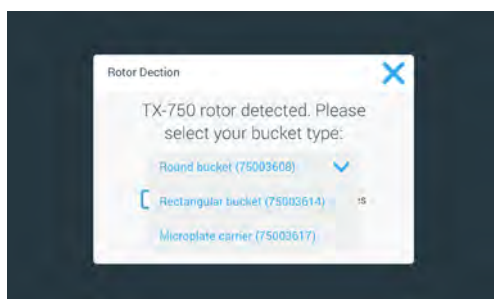 Rotor Dection
TX-750 rotor detected. Please
select your bucket type:
Round bucket (75003608)
Rectangular bucket (75003614)
Microplate carrier (75003617)